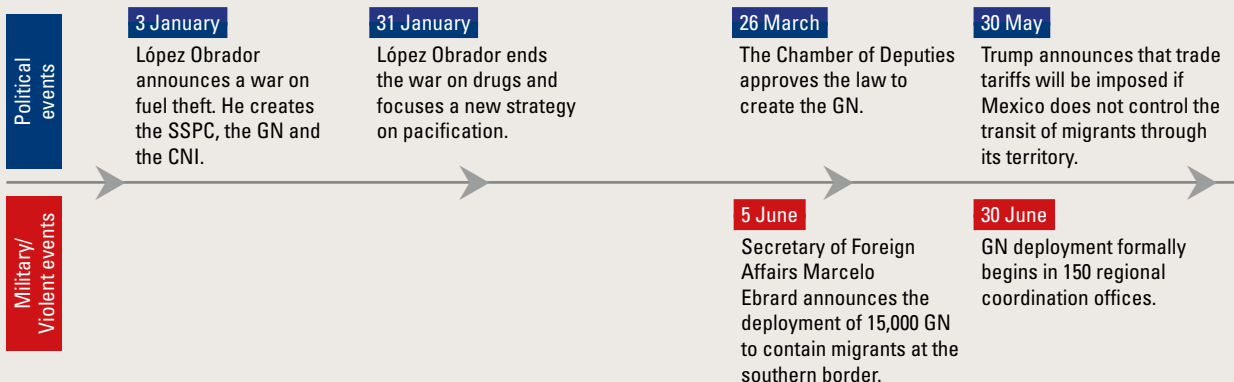 Political
events
3 January
López Obrador
announces a war on
fuel theft. He creates
the SSPC, the GN and
the CNI.
31 January
López Obrador ends
the war on drugs and
focuses a new strategy
on pacification.
26 March
The Chamber of Deputies
approves the law to
create the GN.
30 May
Trump announces that trade
tariffs will be imposed if
Mexico does not control the
transit of migrants through
its territory.
Military/
Violent events
5 June
Secretary of Foreign
Affairs Marcelo
Ebrard announces the
deployment of 15,000 GN
to contain migrants at the
southern border.
30 June
GN deployment formally
begins in 150 regional
coordination offices.